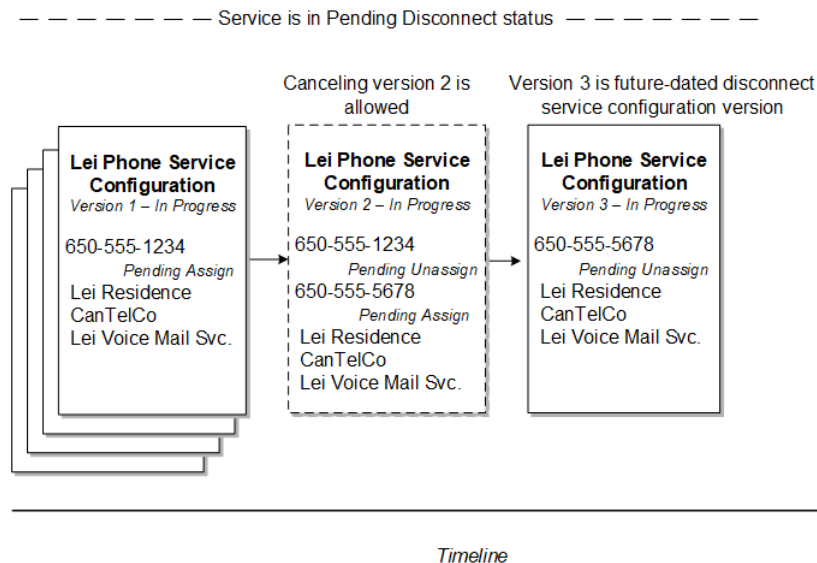 Service is in Pending Disconnect status
Canceling version 2 is
allowed
Version 3 is future-dated disconnect
service configuration version
Lei Phone Service
Configuration
Version 1 – In Progress
650-555-1234
Pending Assign
Lei Residence
CanTelCo
Lei Voice Mail Svc.
Lei Phone Service
Configuration
Version 2 – In Progress
650-555-1234
Pending Unassign
650-555-5678
Pending Assign
Lei Residence
CanTelCo
Lei Voice Mail Svc.
Lei Phone Service
Configuration
Version 3 – In Progress
650-555-5678
Pending Unassign
Lei Residence
CanTelCo
Lei Voice Mail Svc.
Timeline